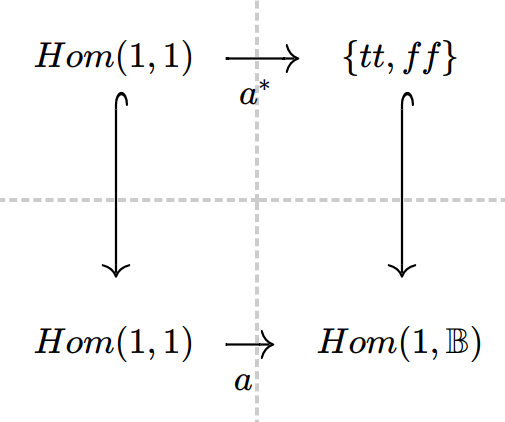 Hom(1, 1) → {tt, ff}
a*
Hom(1, 1) → Hom(1, 𝔹)
a